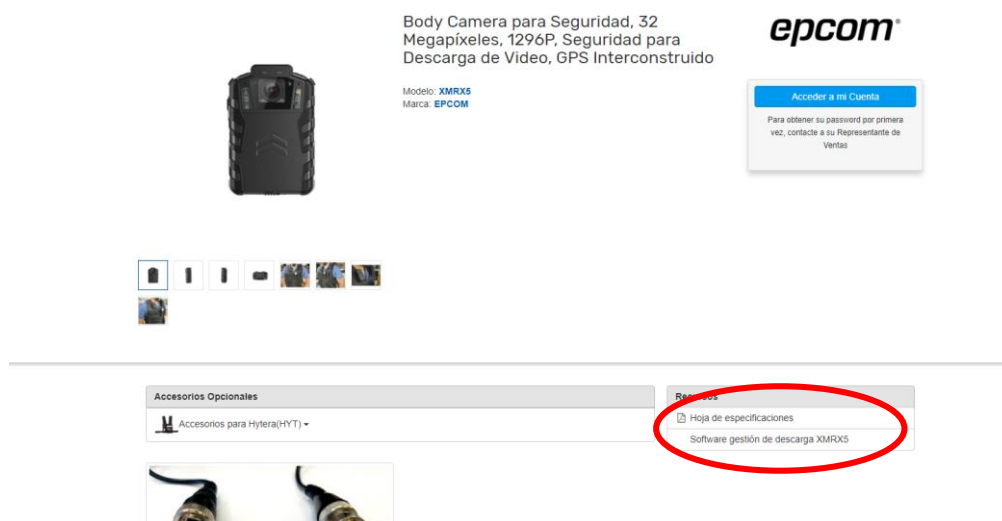 Body Camera para Seguridad, 32
Megapíxeles, 1296P, Seguridad para
Descarga de Video, GPS Interconstruido
Modelo: XMRX5
Marca: EPCOM
epcom
Acceder a mi Cuenta
Para obtener su password por primera
vez, contacte a su Representante de
Ventas
Accesorios Opcionales
Accesorios para Hytera(HYT)
Recursos
Hoja de especificaciones
Software gestión de descarga XMRX5